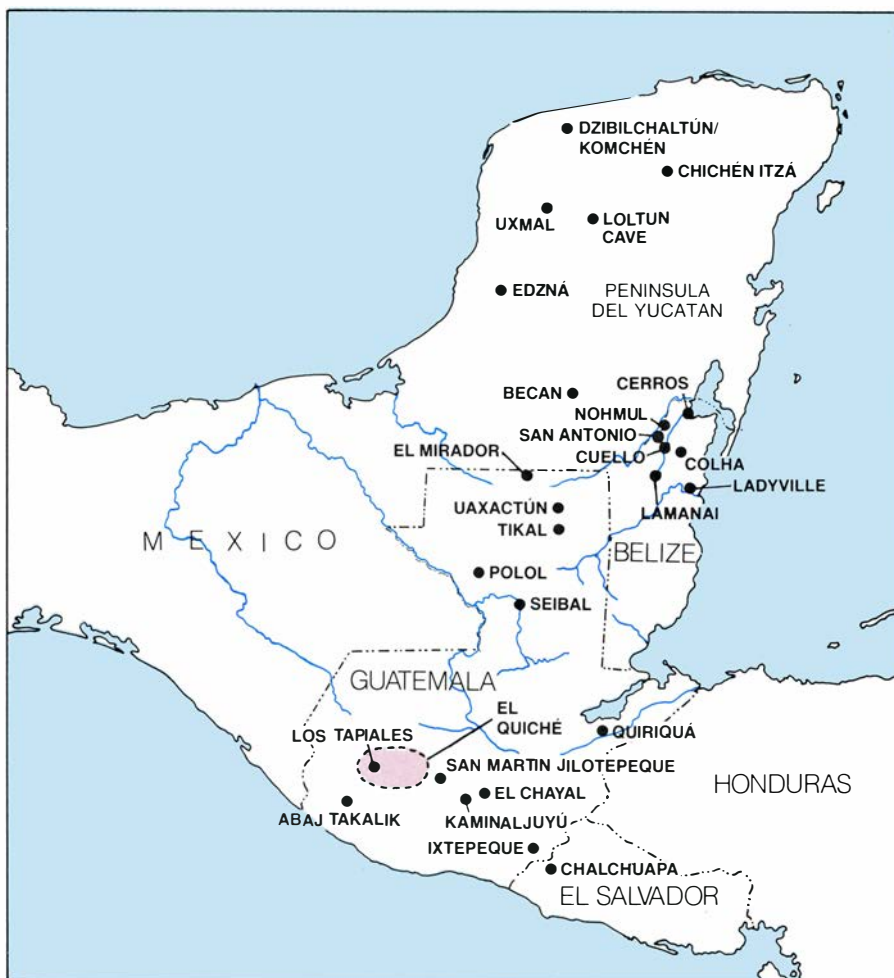 DZIBILCHALTÚN/
KOMCHÉN
CHICHÉN ITZÁ
UXMAL
LOLTUN
CAVE
EDZNÁ
PENINSULA
DEL YUCATAN
BECAN
CERROS
NOHMUL
SAN ANTONIO
CUELLO
COLHA
EL MIRADOR
LADYVILLE
UAXACTÚN
LAMANAI
TIKAL
MEXICO
BELIZE
POLOL
SEIBAL
GUATEMALA
EL
QUICHÉ
LOS TAPIALES
QUIRIQUÁ
SAN MARTIN JILOTEPEQUE
HONDURAS
EL CHAYAL
ABAJ TAKALIK
KAMINALJUYÚ
IXTEPEQUE
CHALCHUAPA
EL SALVADOR